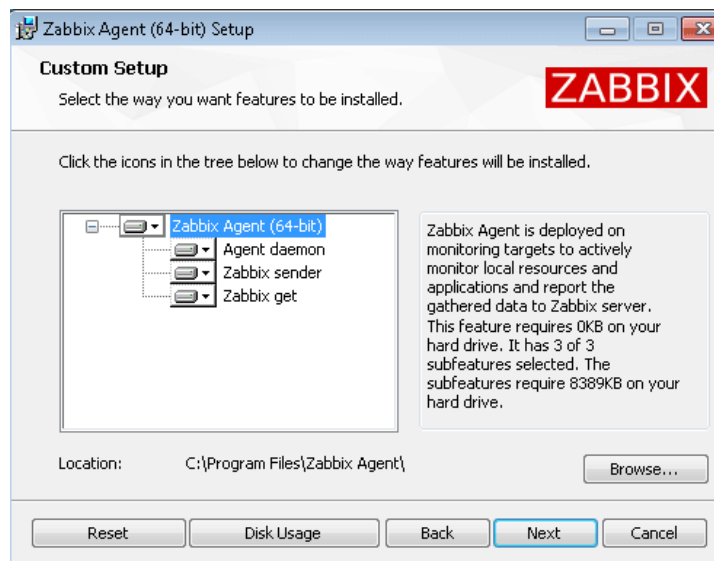 Zabbix Agent (64-bit) Setup
Custom Setup
Select the way you want features to be installed.
ZABBIX
Click the icons in the tree below to change the way features will be installed.
Zabbix Agent (64-bit)
Agent daemon
Zabbix sender
Zabbix get
Zabbix Agent is deployed on
monitoring targets to actively
monitor local resources and
applications and report the
gathered data to Zabbix server.
This feature requires 0KB on your
hard drive. It has 3 of 3
subfeatures selected. The
subfeatures require 8389KB on your
hard drive.
Location: C:\Program Files\Zabbix Agent\
Browse...
Reset Disk Usage Back Next Cancel